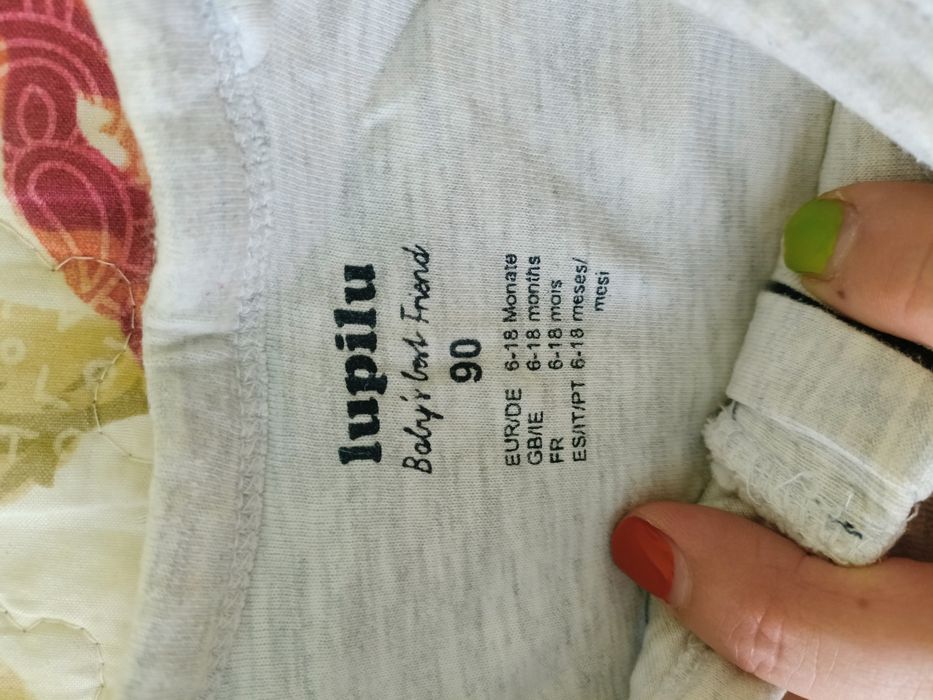 lupilu
Baby's best Friend
90
EUR/DE 6-18 Monate
GB/IE 6-18 months
FR 6-18 mois
ES/IT/PT 6-18 meses/
mesi